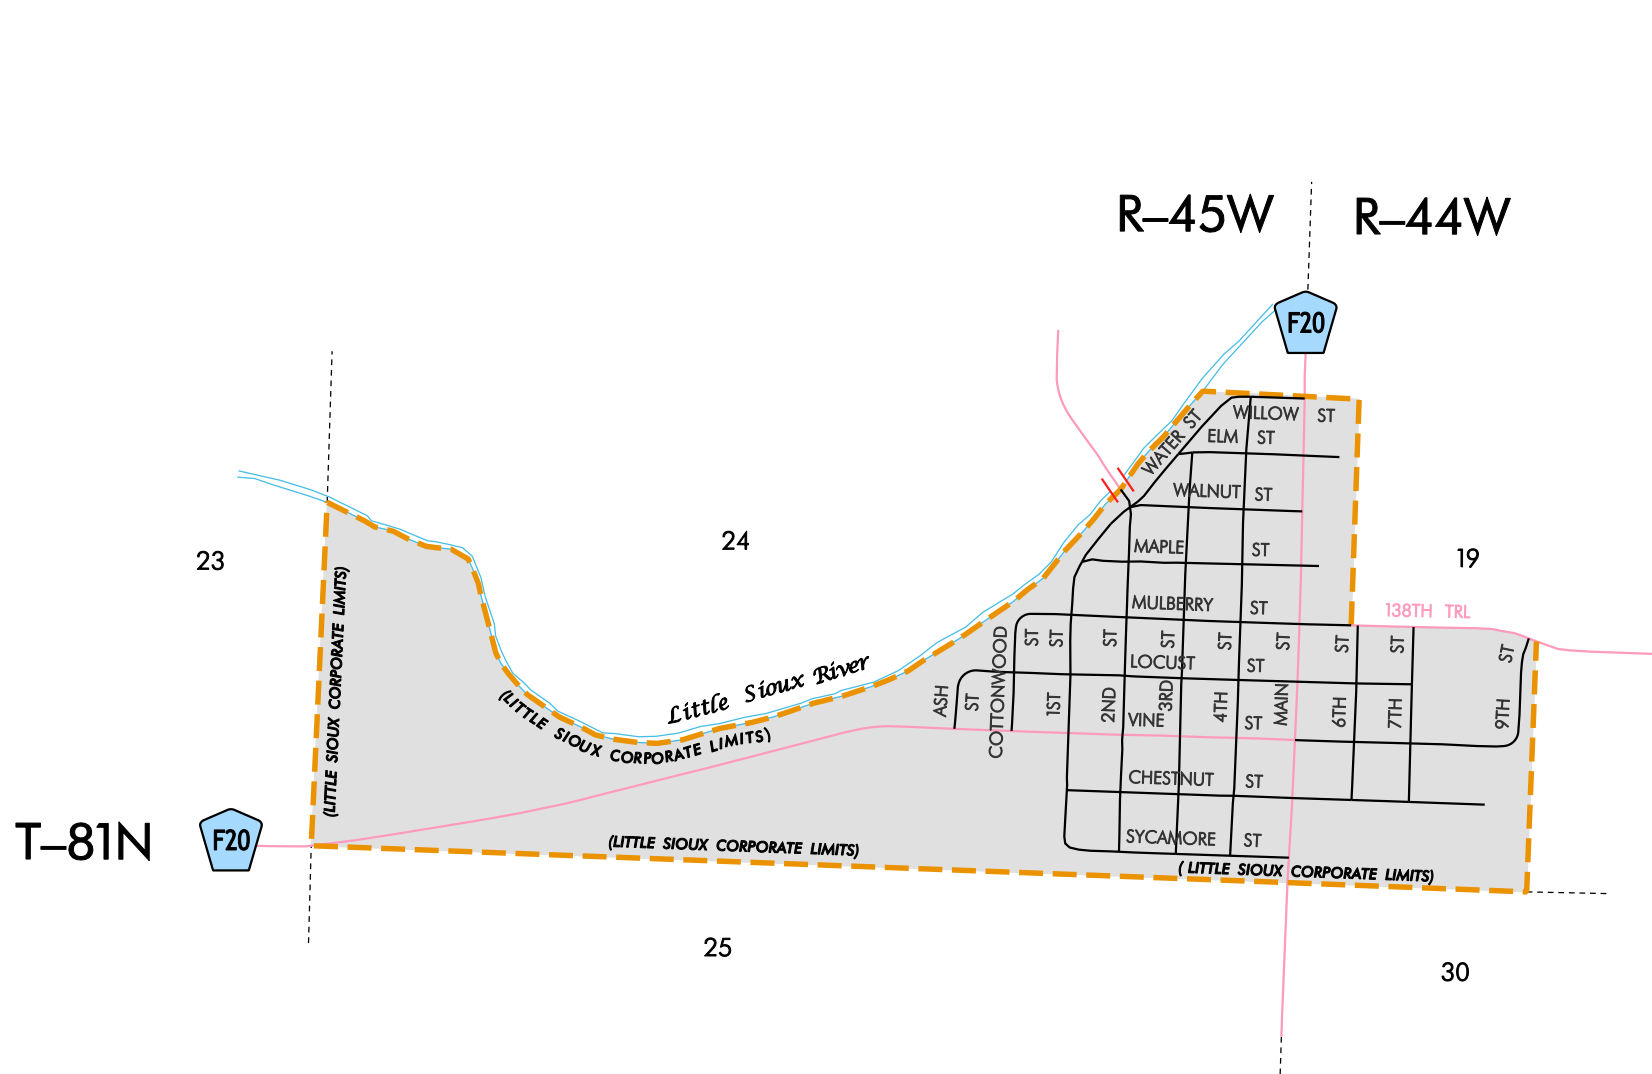 R–45W
R–44W
F20
WILLOW ST
WATER ST
ELM ST
WALNUT ST
23
24
MAPLE ST
19
MULBERRY ST
138TH TRL
LOCUST ST
ASH ST
COTTONWOOD ST
1ST ST
2ND ST
3RD ST
4TH ST
MAIN ST
6TH ST
7TH ST
9TH ST
VINE ST
Little Sioux River
(LITTLE SIOUX CORPORATE LIMITS)
(LITTLE SIOUX CORPORATE LIMITS)
CHESTNUT ST
T–81N
F20
SYCAMORE ST
(LITTLE SIOUX CORPORATE LIMITS)
( LITTLE SIOUX CORPORATE LIMITS)
25
30